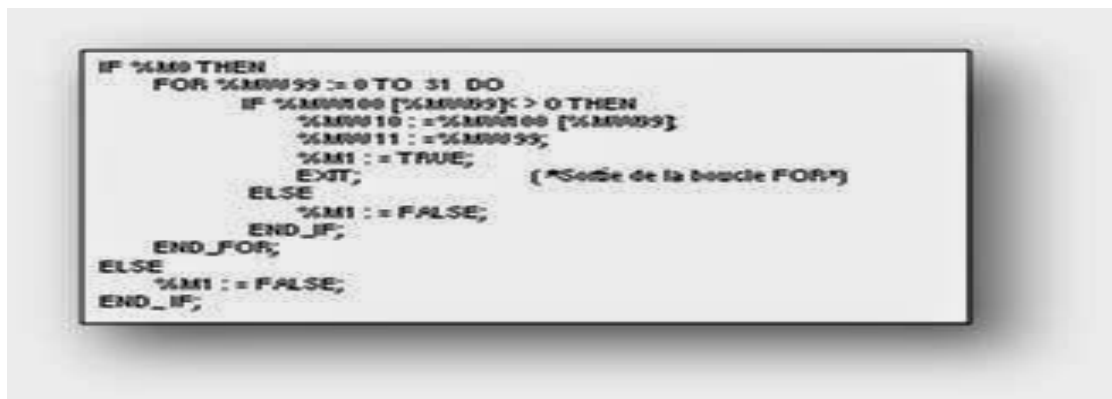 IF %M0 THEN
FOR %MW99 := 0 TO 31 DO
IF %MW100 [%MW99]< > 0 THEN
%MW10 : =%MW100 [%MW99];
%MW11 : =%MW99;
%M1 : = TRUE;
EXIT; (*Sortie de la boucle FOR*)
ELSE
%M1 : = FALSE;
END_IF;
END_FOR;
ELSE
%M1 : = FALSE;
END_IF;